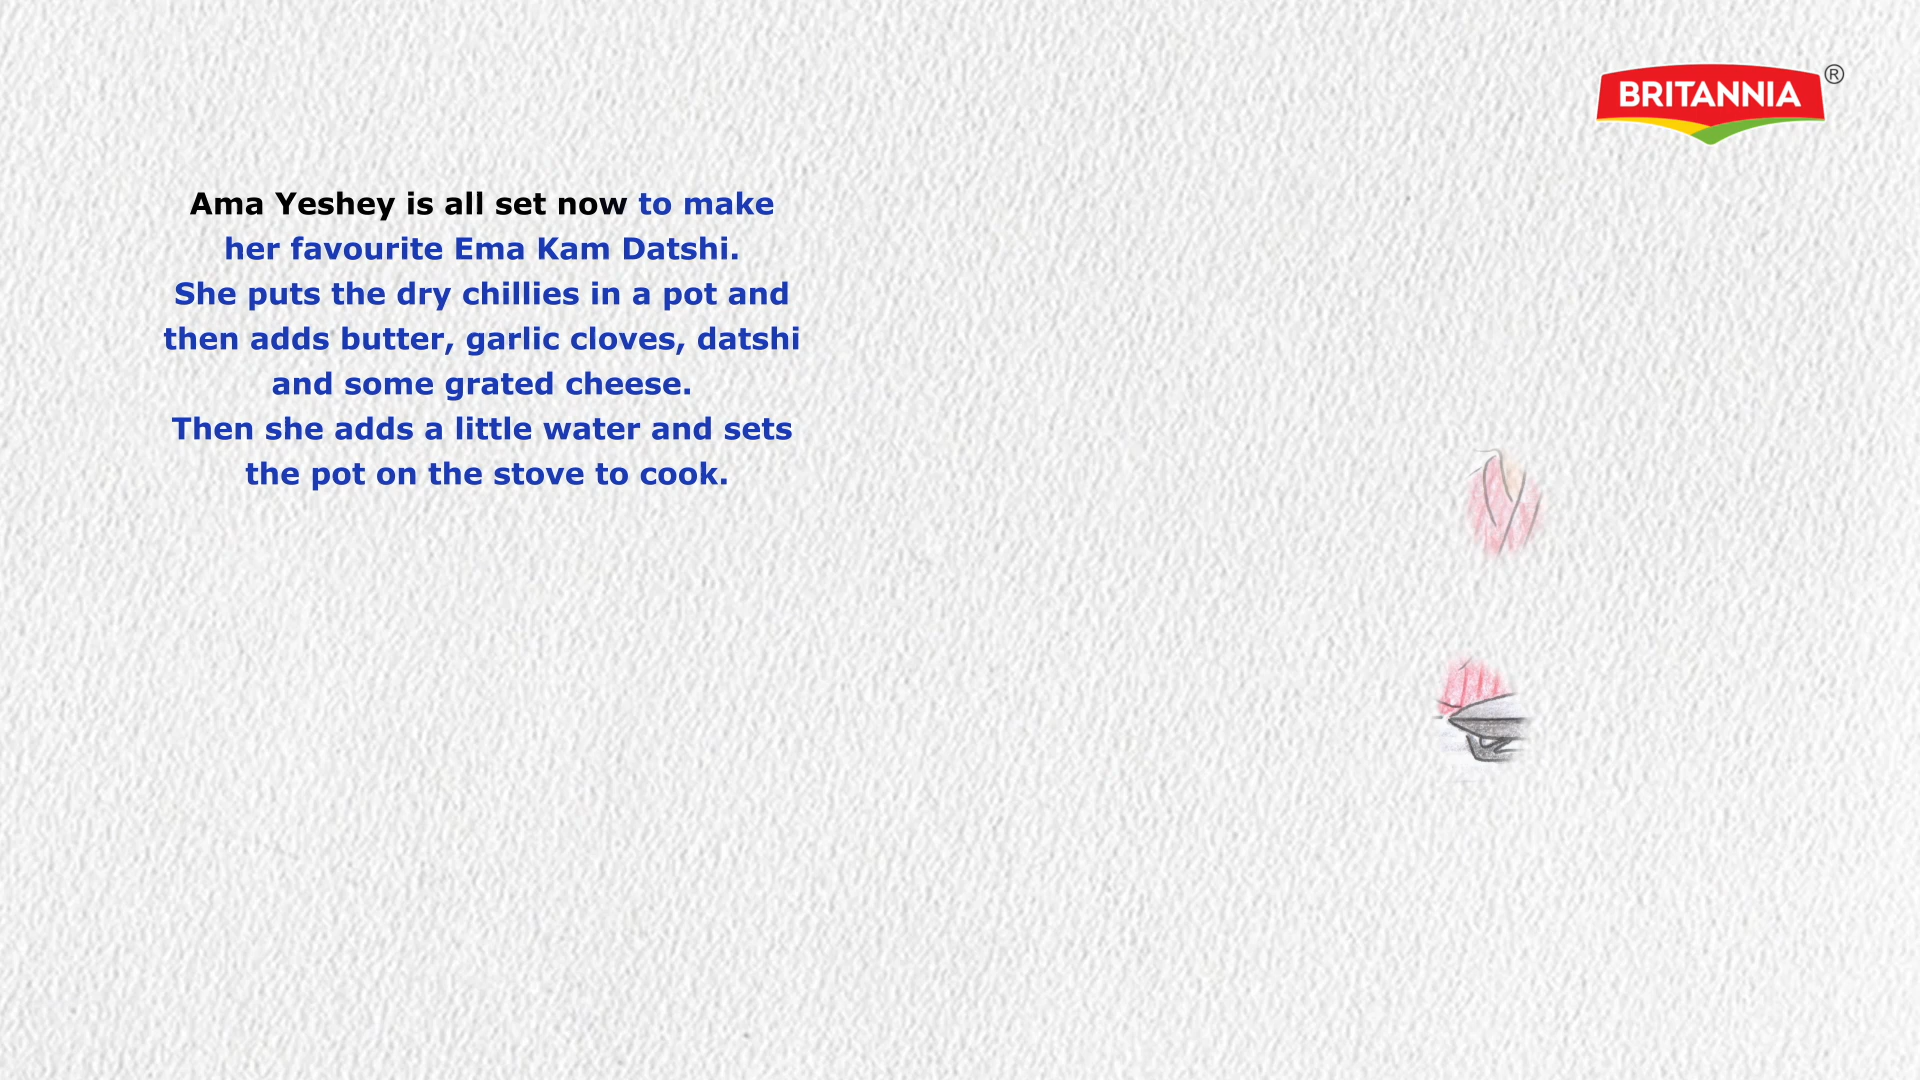 BRITANNIA ®
Ama Yeshey is all set now to make
her favourite Ema Kam Datshi.
She puts the dry chillies in a pot and
then adds butter, garlic cloves, datshi
and some grated cheese.
Then she adds a little water and sets
the pot on the stove to cook.